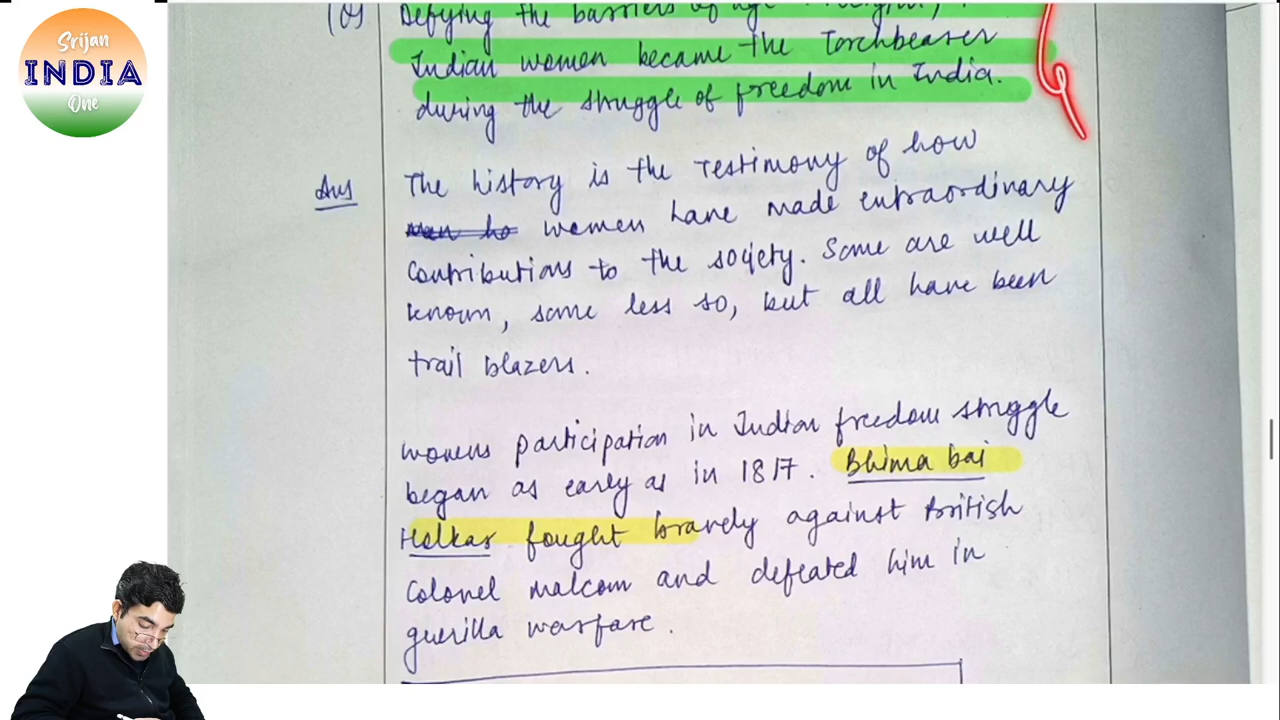 Srijan
INDIA
One
(Q) Defying the barriers of age
Indian women became the Torchbearer
during the struggle of freedom in India.
Ans The history is the Testimony of how
women have made extraordinary
contributions to the society. Some are well
known, some less so, but all have been
trail blazers.
womens participation in Indian freedom struggle
began as early as in 1817. Bhima bai
Holkar fought bravely against British
Colonel malcom and defeated him in
guerilla warfare.